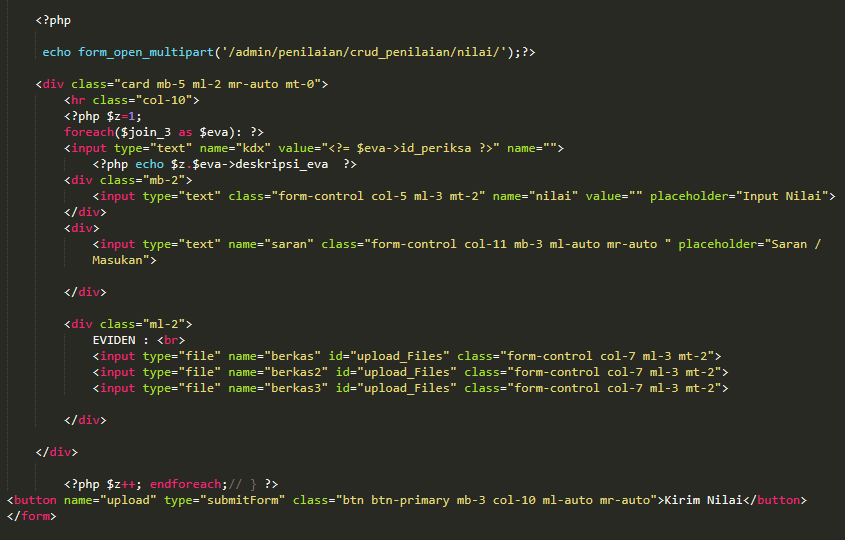 <?php
echo form_open_multipart('/admin/penilaian/crud_penilaian/nilai/');?>
<div class="card mb-5 ml-2 mr-auto mt-0">
<hr class="col-10">
<?php $z=1;
foreach($join_3 as $eva): ?>
<input type="text" name="kdx" value="<?= $eva->id_periksa ?>" name="">
<?php echo $z.$eva->deskripsi_eva  ?>
<div class="mb-2">
<input type="text" class="form-control col-5 ml-3 mt-2" name="nilai" value="" placeholder="Input Nilai">
</div>
<div>
<input type="text" name="saran" class="form-control col-11 mb-3 ml-auto mr-auto " placeholder="Saran /
Masukan">
</div>
<div class="ml-2">
EVIDEN : <br>
<input type="file" name="berkas" id="upload_Files" class="form-control col-7 ml-3 mt-2">
<input type="file" name="berkas2" id="upload_Files" class="form-control col-7 ml-3 mt-2">
<input type="file" name="berkas3" id="upload_Files" class="form-control col-7 ml-3 mt-2">
</div>
</div>
<?php $z++; endforeach;// } ?>
<button name="upload" type="submitForm" class="btn btn-primary mb-3 col-10 ml-auto mr-auto">Kirim Nilai</button>
</form>